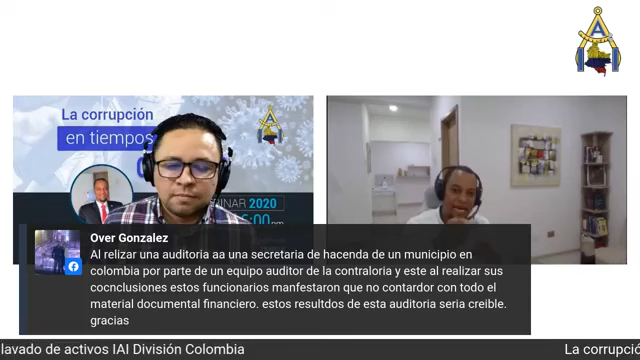 La corrupción
en tiempos
INAR 2020
6:00pm
Over Gonzalez
Al relizar una auditoria aa una secretaria de hacenda de un municipio en
colombia por parte de un equipo auditor de la contraloria y este al realizar sus
cocnclusiones estos funcionarios manfestaron que no contardor con todo el
material documental financiero. estos resultdos de esta auditoria seria creible.
gracias
lavado de activos IAI División Colombia
La corrupció